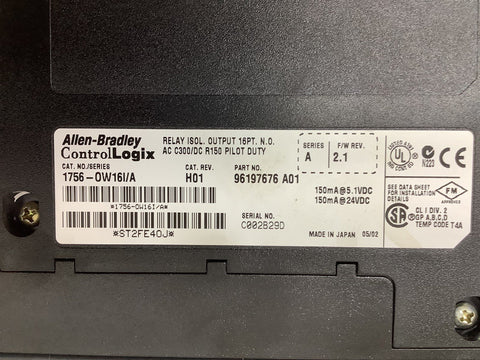 Allen-Bradley
ControlLogix
RELAY ISOL. OUTPUT 16PT. N.O.
AC C300/DC R150 PILOT DUTY
SERIES
A
F/W REV.
2.1
CAT. NO./SERIES
1756-OW16I/A
CAT. REV.
H01
PART NO.
96197676 A01
150mA@5.1VDC
150mA@24VDC
*1756-OW16I/A*
*ST2FE40J*
SERIAL NO.
C002B29D
MADE IN JAPAN 05/02
N223
SEE DATA SHEET
FOR INSTALLATION
DETAILS
FM
APPROVED
CL I DIV. 2
GP A,B,C,D
TEMP CODE T4A